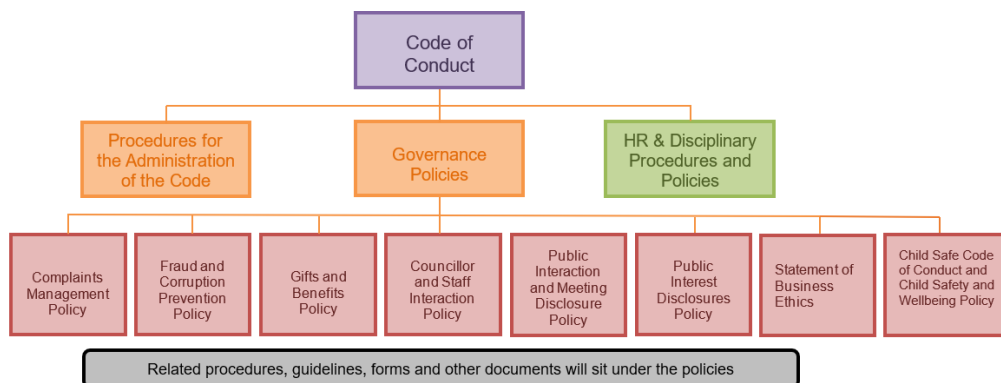 Code of
Conduct
Procedures for
the Administration
of the Code
Governance
Policies
HR & Disciplinary
Procedures and
Policies
Complaints
Management
Policy
Fraud and
Corruption
Prevention
Policy
Gifts and
Benefits
Policy
Councillor
and Staff
Interaction
Policy
Public
Interaction
and Meeting
Disclosure
Policy
Public
Interest
Disclosures
Policy
Statement of
Business
Ethics
Child Safe Code
of Conduct and
Child Safety and
Wellbeing Policy
Related procedures, guidelines, forms and other documents will sit under the policies